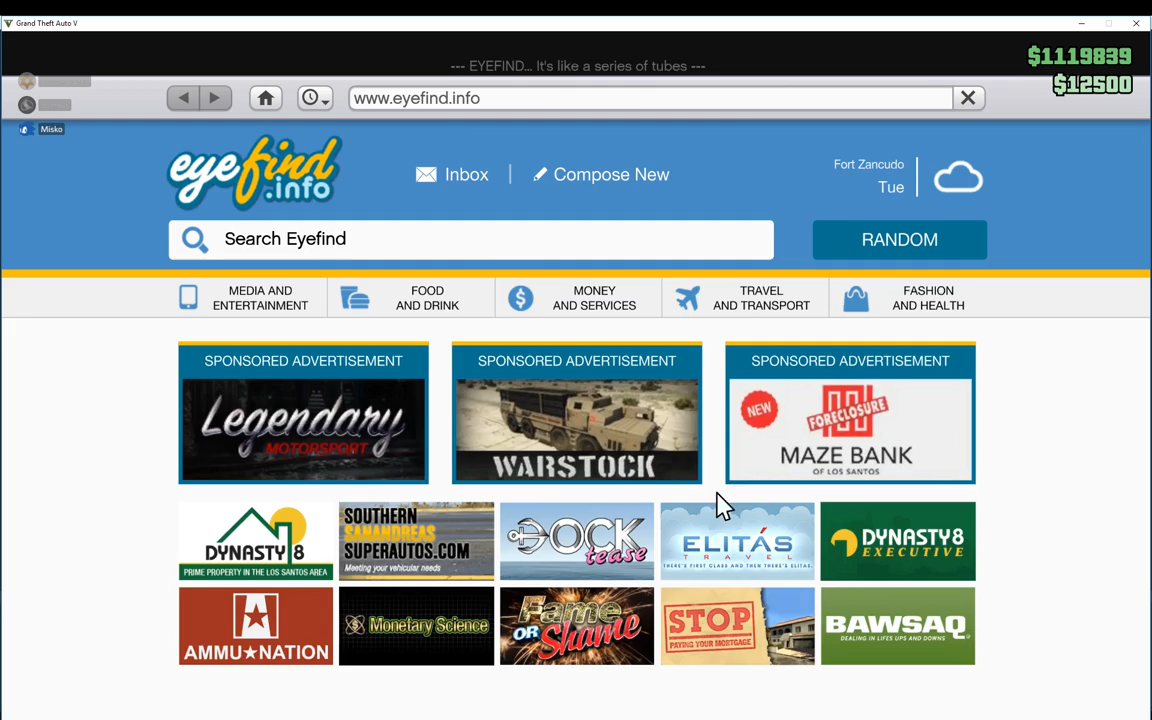 Grand Theft Auto V
--- EYEFIND... It's like a series of tubes ---
$1119839
$12500
www.eyefind.info
Misko
eyefind
.info
Inbox
Compose New
Fort Zancudo
Tue
Search Eyefind
RANDOM
MEDIA AND
ENTERTAINMENT
FOOD
AND DRINK
MONEY
AND SERVICES
TRAVEL
AND TRANSPORT
FASHION
AND HEALTH
SPONSORED ADVERTISEMENT
Legendary
MOTORSPORT
SPONSORED ADVERTISEMENT
WARSTOCK
SPONSORED ADVERTISEMENT
NEW
FORECLOSURE
MAZE BANK
OF LOS SANTOS
DYNASTY 8
PRIME PROPERTY IN THE LOS SANTOS AREA
SOUTHERN
SANANDREAS
SUPERAUTOS.COM
Meeting your vehicular needs
DOCK
tease
ELITÁS
TRAVEL
THERE'S FIRST CLASS AND THEN THERE'S ELITAS.
DYNASTY 8
EXECUTIVE
AMMU★NATION
Monetary Science
Fame
OR Shame
STOP
PAYING YOUR MORTGAGE
BAWSAQ
DEALING IN LIFES UPS AND DOWNS